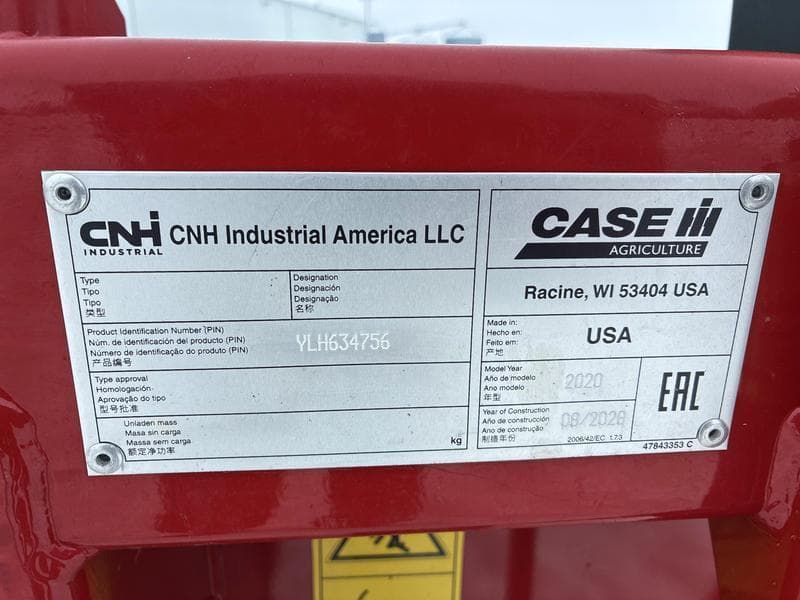 CNH
INDUSTRIAL
CNH Industrial America LLC
Type
Tipo
Tipo
类型
Designation
Designación
Designação
名称
Product Identification Number (PIN)
Núm. de identificación del producto (PIN)
Número de identificação do produto (PIN)
产品编号
YLH634756
Type approval
Homologación
Aprovação do tipo
型号批准
Unladen mass
Masa sin carga
Massa sem carga
额定净功率
kg
CASE IH
AGRICULTURE
Racine, WI 53404 USA
Made in:
Hecho en:
Feito em:
产地
USA
Model Year
Año de modelo
Ano modelo
年型
2020
Year of Construction
Año de construcción
Ano de construção
制造年份
08/2020
2006/42/EC 1.7.3
EAC
47843353 C